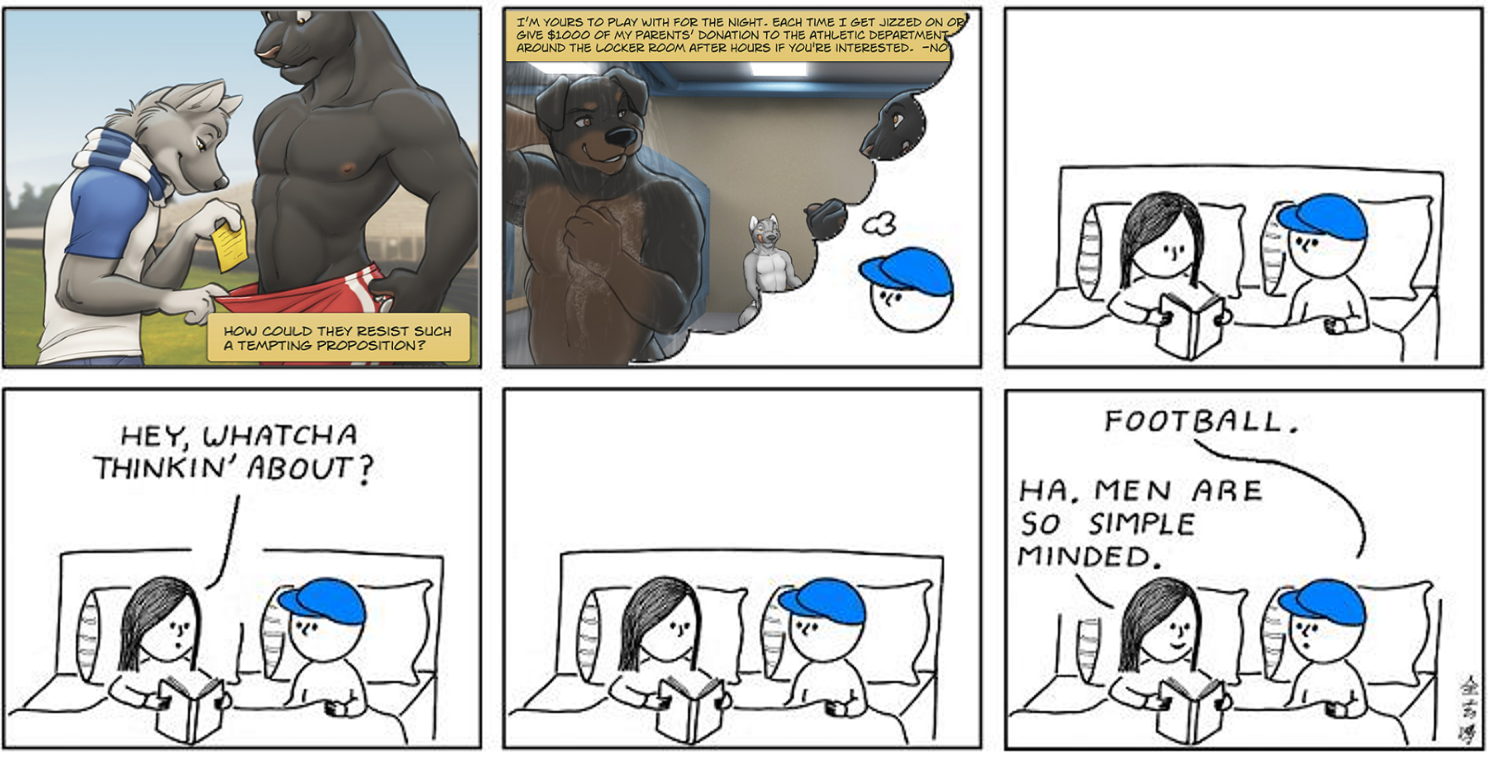 HOW COULD THEY RESIST SUCH
A TEMPTING PROPOSITION?
I'M YOURS TO PLAY WITH FOR THE NIGHT. EACH TIME I GET JIZZED ON OR
GIVE $1000 OF MY PARENTS' DONATION TO THE ATHLETIC DEPARTMENT
AROUND THE LOCKER ROOM AFTER HOURS IF YOU'RE INTERESTED. -NO
HEY, WHATCHA
THINKIN' ABOUT?
FOOTBALL.
HA. MEN ARE
SO SIMPLE
MINDED.